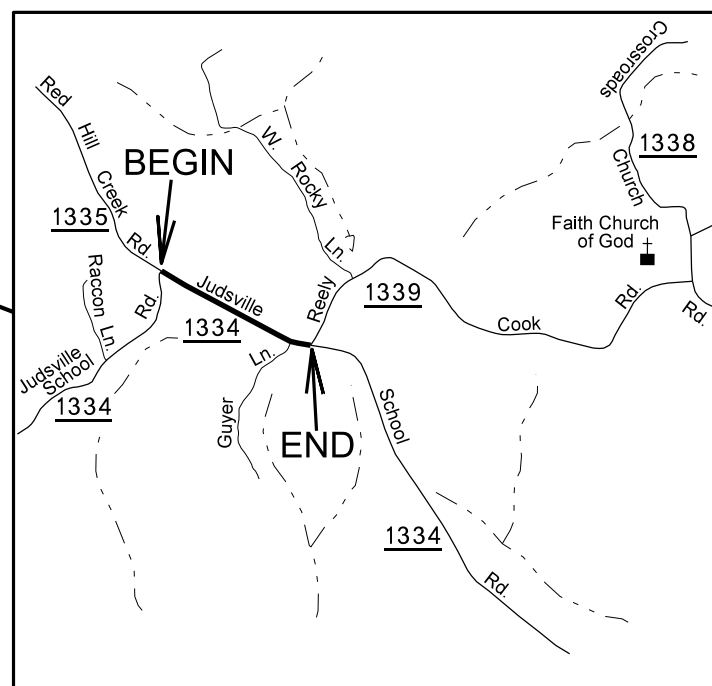 Red
Hill
Creek
Rd.
1335
BEGIN
W.
Rocky
Ln.
Crossroads
1338
Church
Rd.
Faith Church
of God
Raccon Ln.
Rd.
Judsville
1334
Reely
1339
Cook
Rd.
Judsville
School
1334
Guyer
Ln.
END
School
1334
Rd.